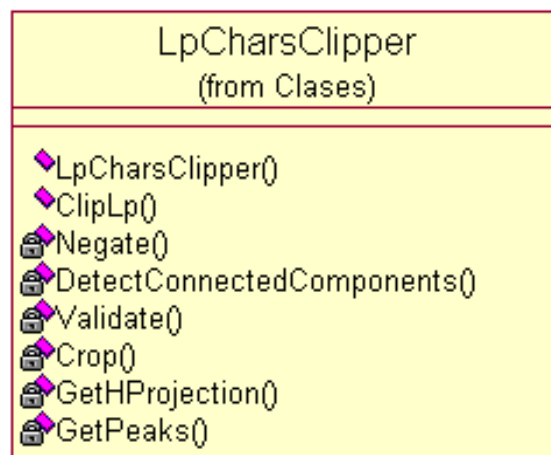 LpCharsClipper
(from Clases)
LpCharsClipper()
ClipLp()
Negate()
DetectConnectedComponents()
Validate()
Crop()
GetHProjection()
GetPeaks()